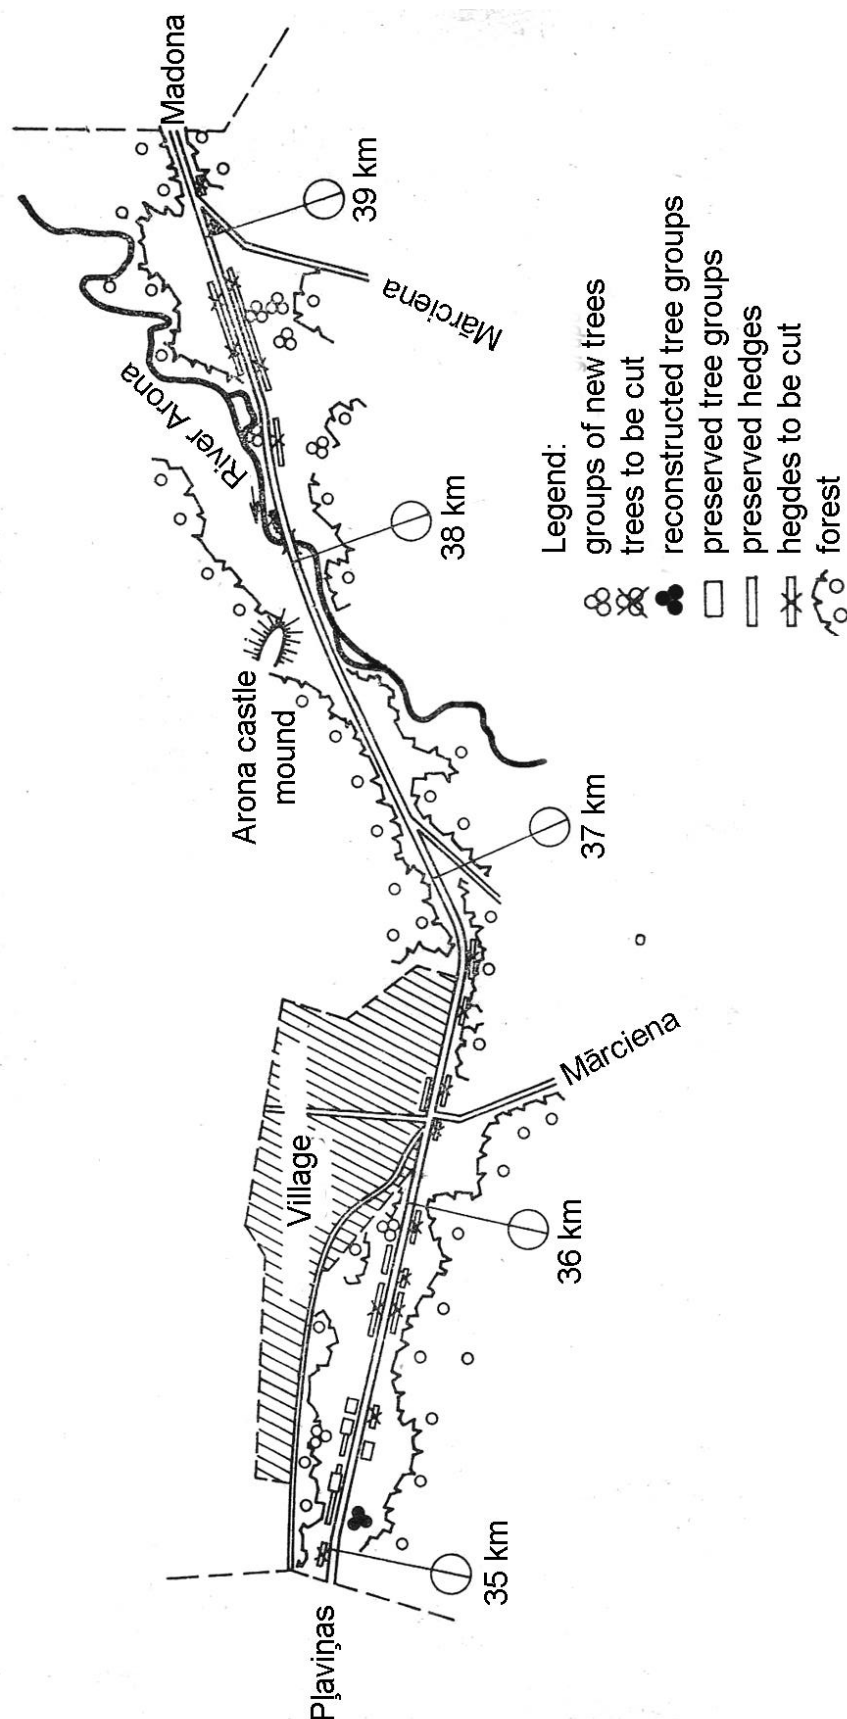 Madona
39 km
Mārciena
River Arona
38 km
Arona castle
mound
37 km
Mārciena
Village
36 km
35 km
Pļaviņas
Legend:
groups of new trees
trees to be cut
reconstructed tree groups
preserved tree groups
preserved hedges
hegdes to be cut
forest